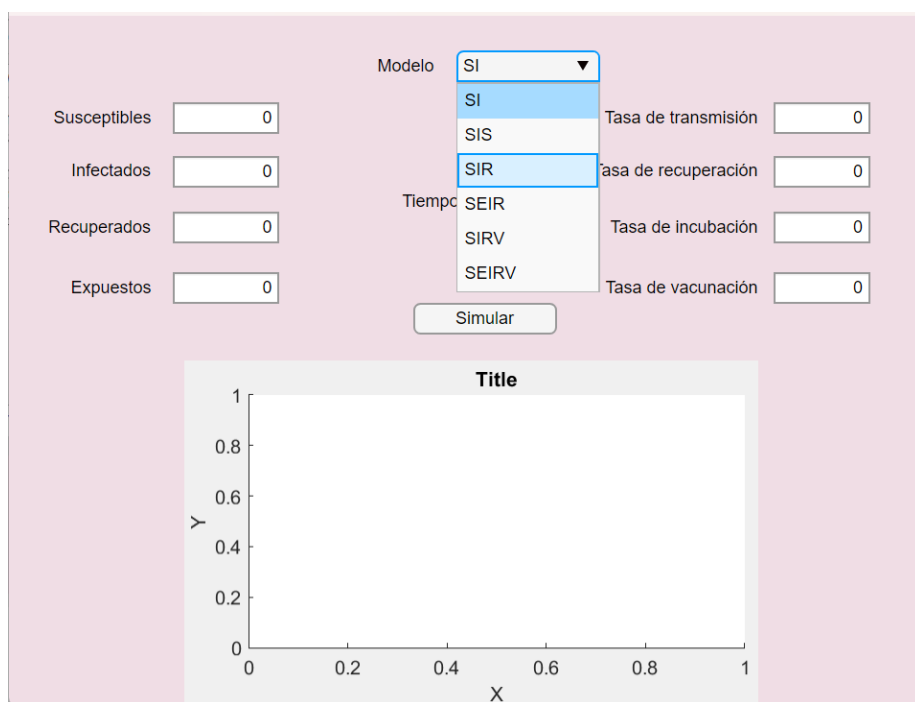 Modelo SI
SI
Susceptibles 0
SIS
Tasa de transmisión 0
Infectados 0
SIR
asa de recuperación 0
Tiempo
SEIR
Recuperados 0
SIRV
Tasa de incubación 0
Expuestos 0
SEIRV
Tasa de vacunación 0
Simular
Title
1
0.8
0.6
Y
0.4
0.2
0
0 0.2 0.4 0.6 0.8 1
X